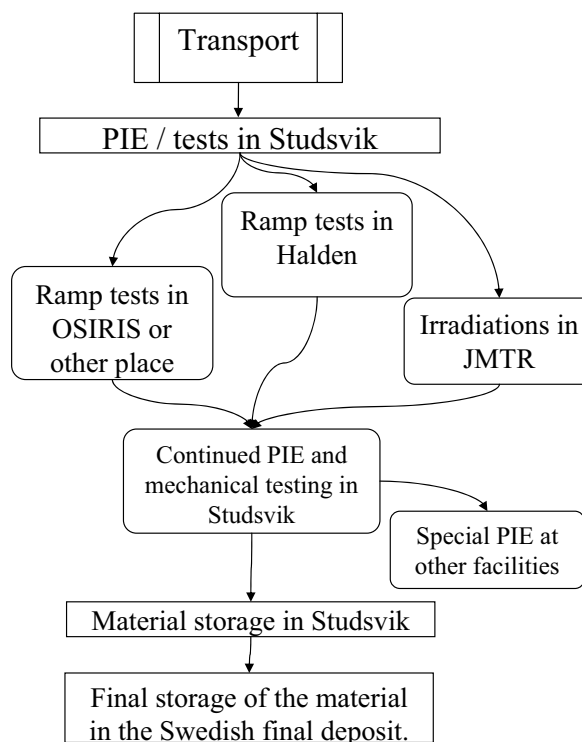 Transport
PIE / tests in Studsvik
Ramp tests in
Halden
Ramp tests in
OSIRIS or
other place
Irradiations in
JMTR
Continued PIE and
mechanical testing in
Studsvik
Special PIE at
other facilities
Material storage in Studsvik
Final storage of the material
in the Swedish final deposit.